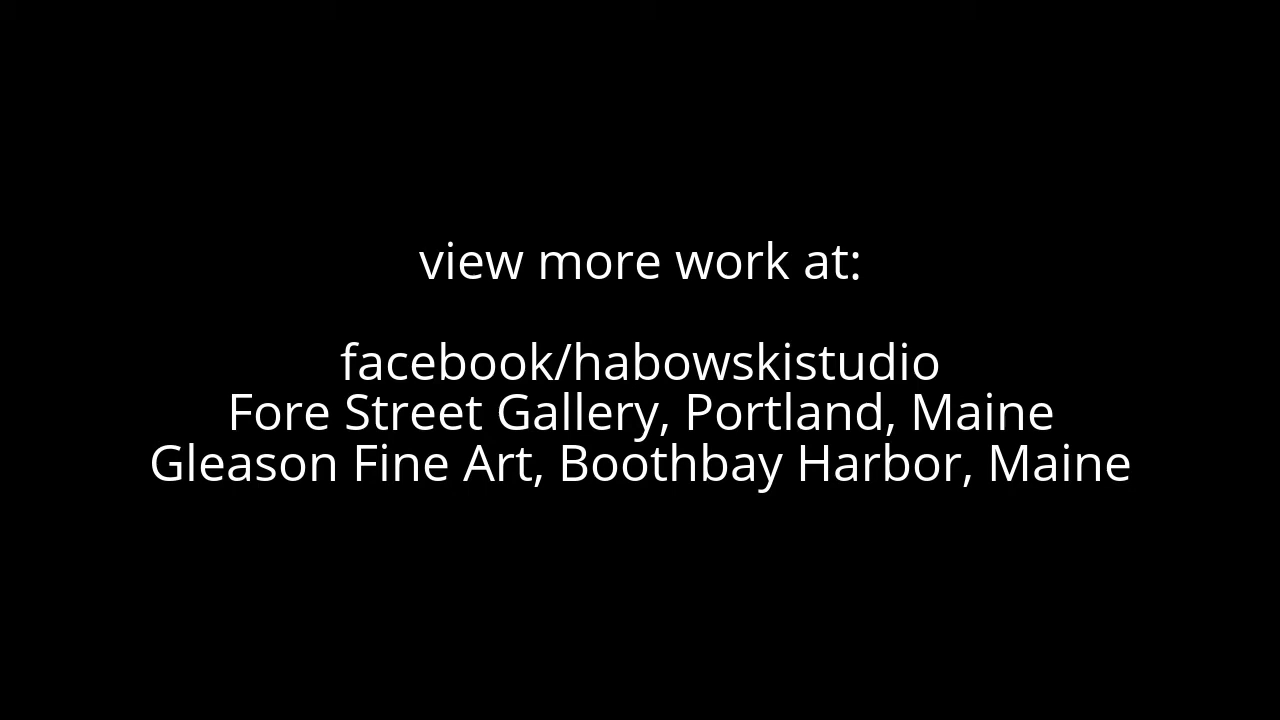 view more work at:
facebook/habowskistudio
Fore Street Gallery, Portland, Maine
Gleason Fine Art, Boothbay Harbor, Maine